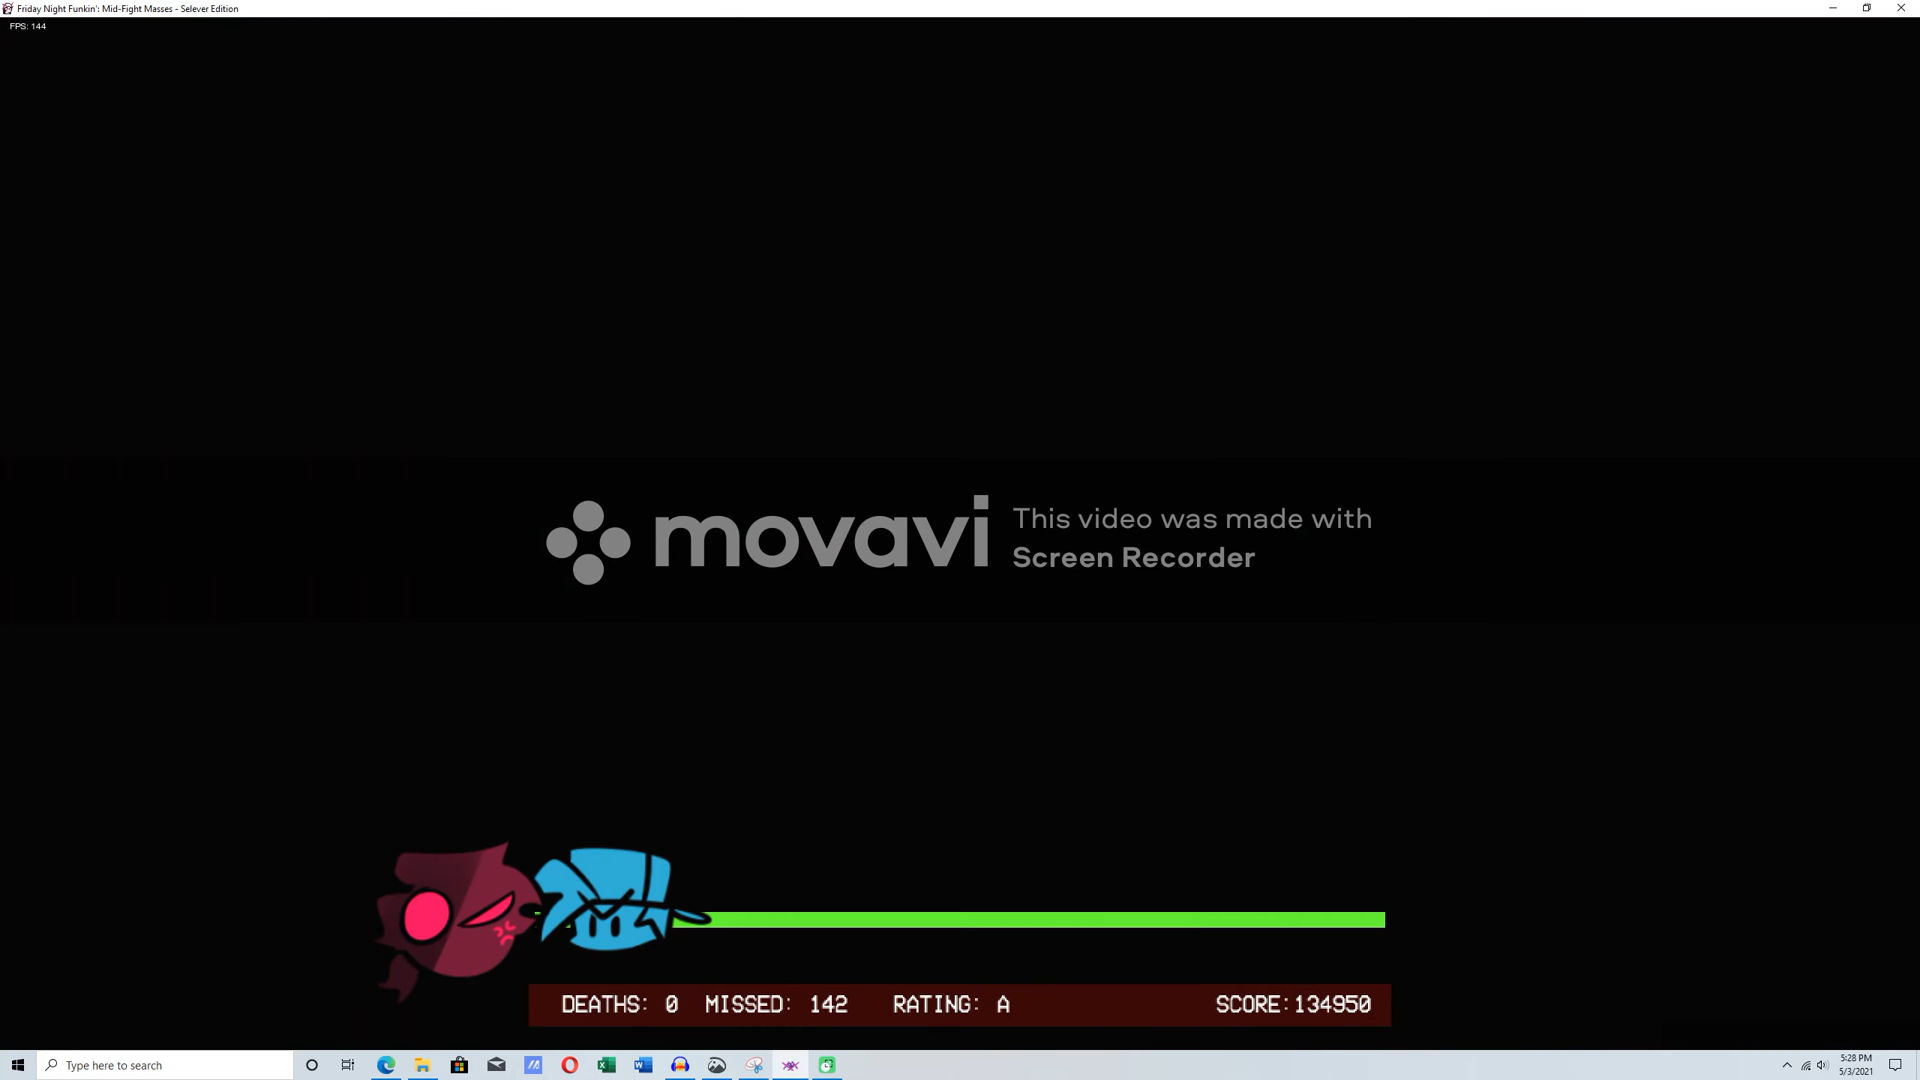 Friday Night Funkin': Mid-Fight Masses - Selever Edition
FPS: 144
movavi
This video was made with
Screen Recorder
DEATHS: 0 MISSED: 142 RATING: A SCORE:134950
Type here to search
5:28 PM
5/3/2021